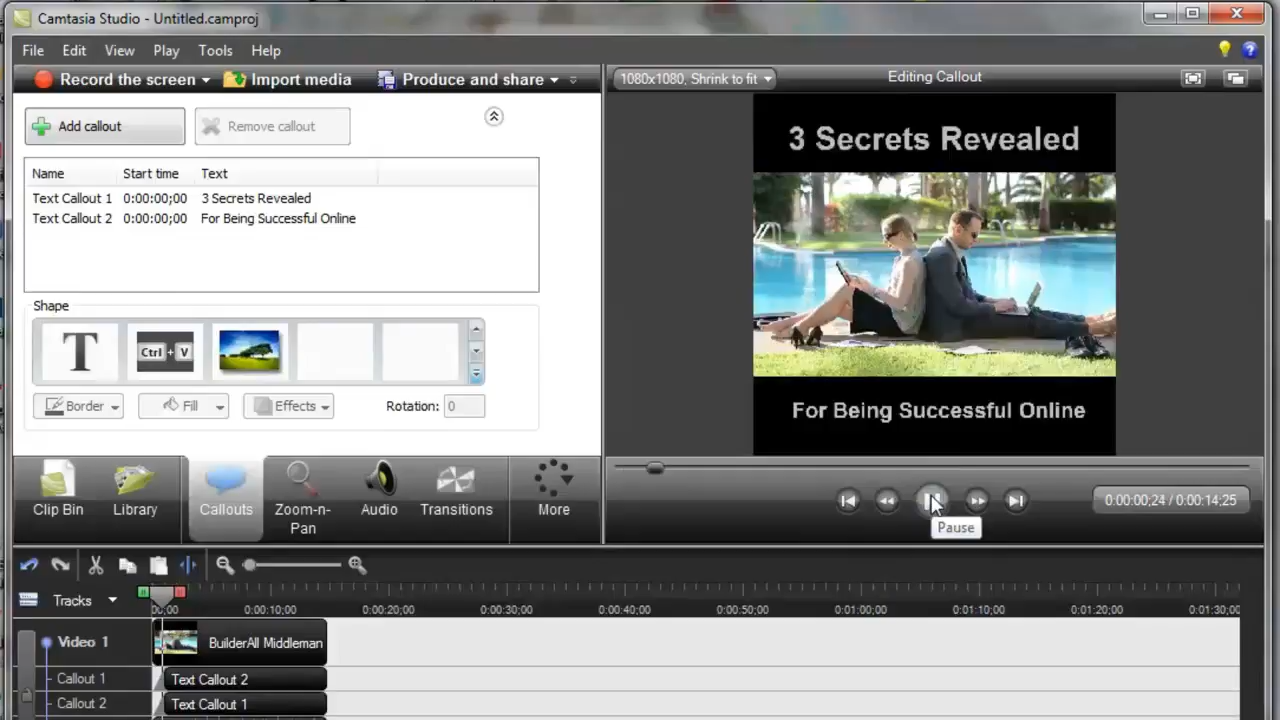 Camtasia Studio - Untitled.camproj
File Edit View Play Tools Help
Record the screen Import media Produce and share
1080x1080, Shrink to fit Editing Callout
Add callout Remove callout
Name Start time Text
Text Callout 1 0:00:00;00 3 Secrets Revealed
Text Callout 2 0:00:00;00 For Being Successful Online
Shape
T Ctrl + V
Border Fill Effects Rotation: 0
3 Secrets Revealed
For Being Successful Online
Clip Bin Library Callouts Zoom-n-Pan Audio Transitions More
0:00:00;24 / 0:00:14;25
Pause
Tracks 0:00:10;00 0:00:20;00 0:00:30;00 0:00:40;00 0:00:50;00 0:01:00;00 0:01:10;00 0:01:20;00 0:01:30;00
Video 1 BuilderAll Middleman
Callout 1 Text Callout 2
Callout 2 Text Callout 1